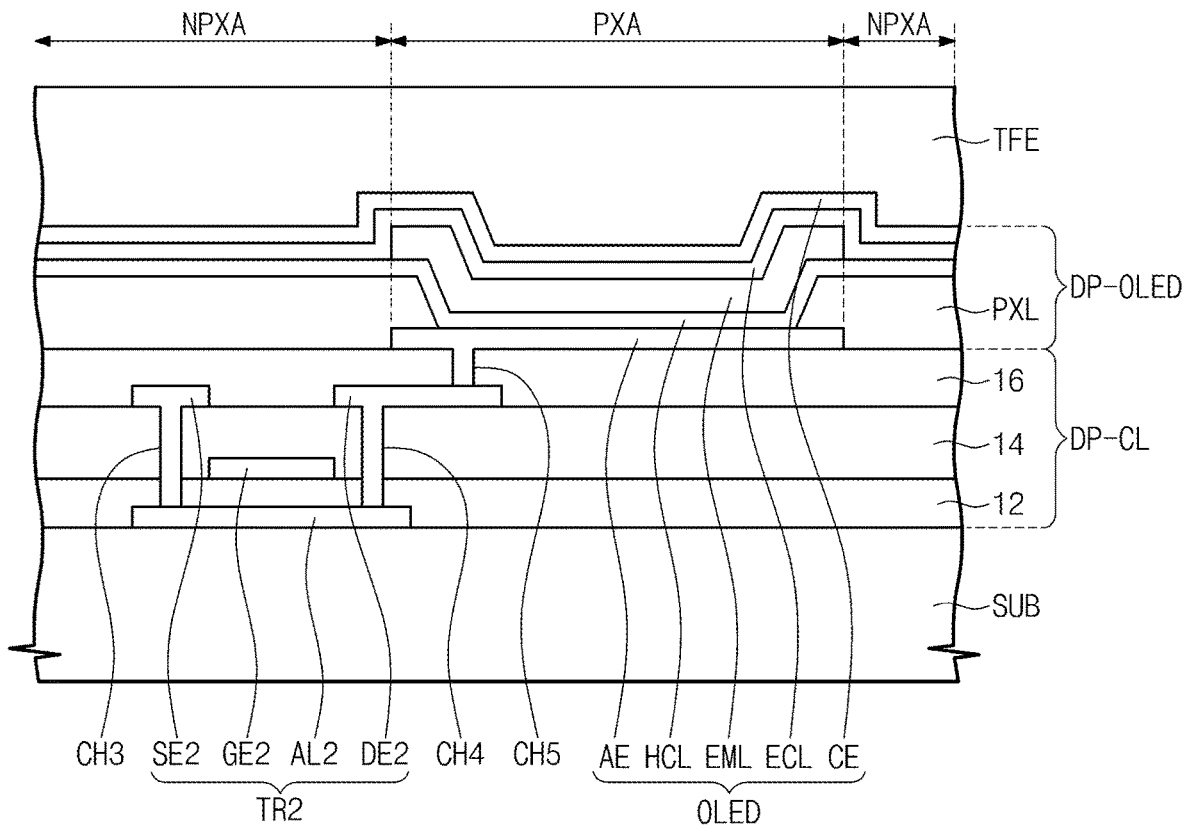 NPXA PXA NPXA
TFE
DP-OLED
PXL
16
DP-CL
14
12
SUB
CH3 SE2 GE2 AL2 DE2 CH4 CH5 AE HCL EML ECL CE
TR2 OLED